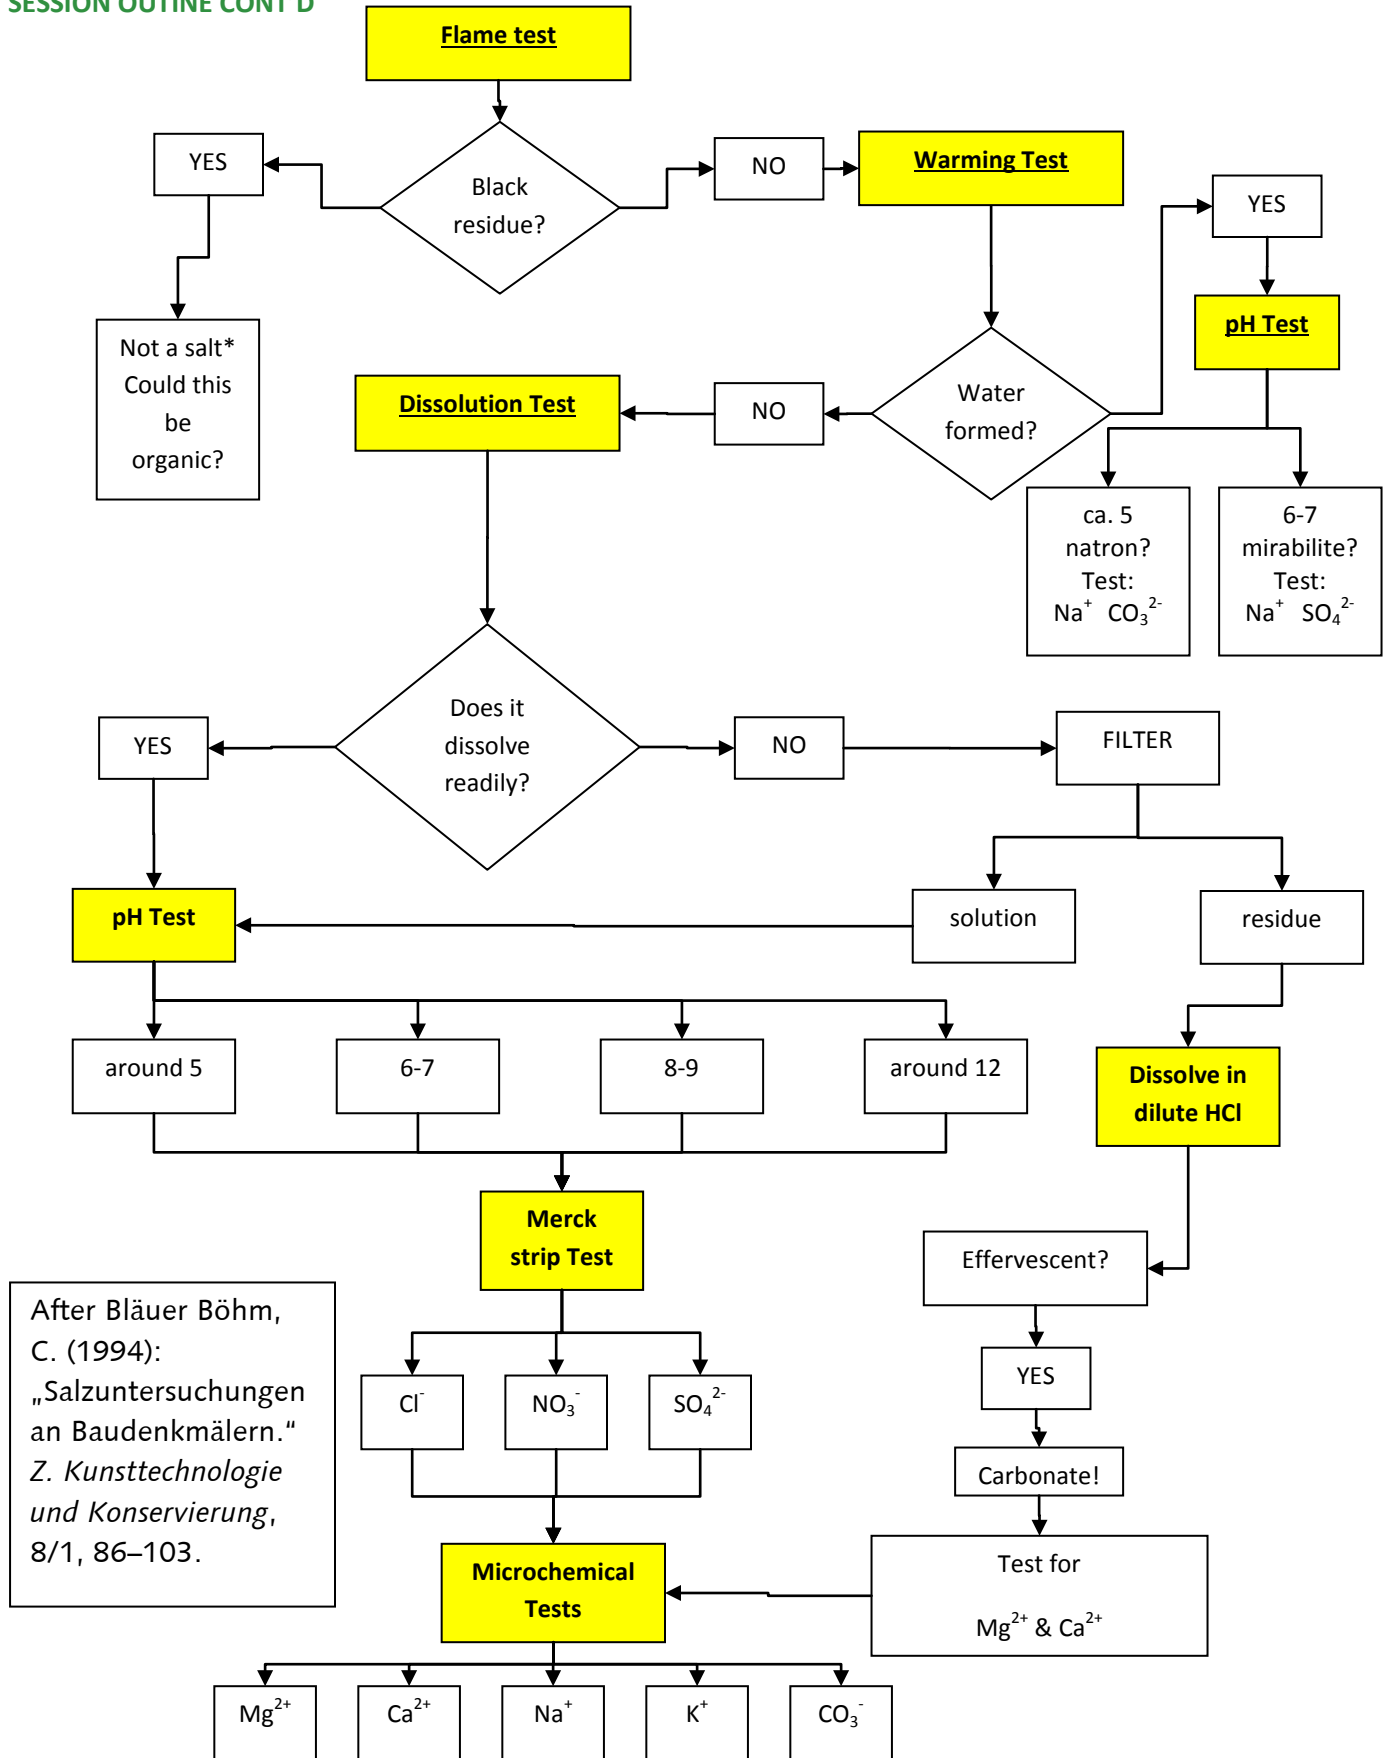 SESSION OUTINE CONT'D
Flame test
YES
Black
residue?
NO
Warming Test
YES
Not a salt*
Could this
be
organic?
pH Test
Dissolution Test
NO
Water
formed?
ca. 5
natron?
Test:
Na⁺ CO₃²⁻
6-7
mirabilite?
Test:
Na⁺ SO₄²⁻
YES
Does it
dissolve
readily?
NO
FILTER
pH Test
solution
residue
around 5
6-7
8-9
around 12
Dissolve in
dilute HCl
Merck
strip Test
Effervescent?
YES
Cl⁻
NO₃⁻
SO₄²⁻
Carbonate!
After Bläuer Böhm,
C. (1994):
„Salzuntersuchungen
an Baudenkmälern.“
Z. Kunsttechnologie
und Konservierung,
8/1, 86–103.
Microchemical
Tests
Test for
Mg²⁺ & Ca²⁺
Mg²⁺
Ca²⁺
Na⁺
K⁺
CO₃⁻